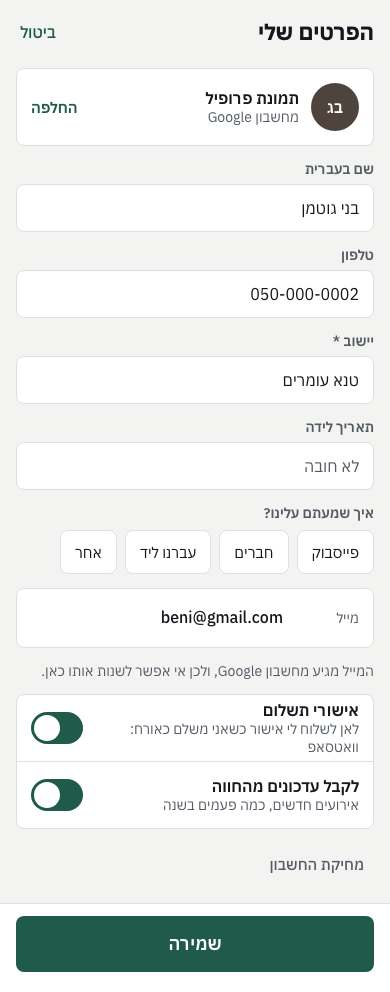 הפרטים שלי
ביטול
בג
תמונת פרופיל
מחשבון Google
החלפה
שם בעברית
בני גוטמן
טלפון
050-000-0002
יישוב *
טנא עומרים
תאריך לידה
לא חובה
איך שמעתם עלינו?
פייסבוק
חברים
עברנו ליד
אחר
מייל
beni@gmail.com
המייל מגיע מחשבון Google, ולכן אי אפשר לשנות אותו כאן.
אישורי תשלום
לאן לשלוח לי אישור כשאני משלם כאורח:
וואטסאפ
לקבל עדכונים מהחווה
אירועים חדשים, כמה פעמים בשנה
מחיקת החשבון
שמירה